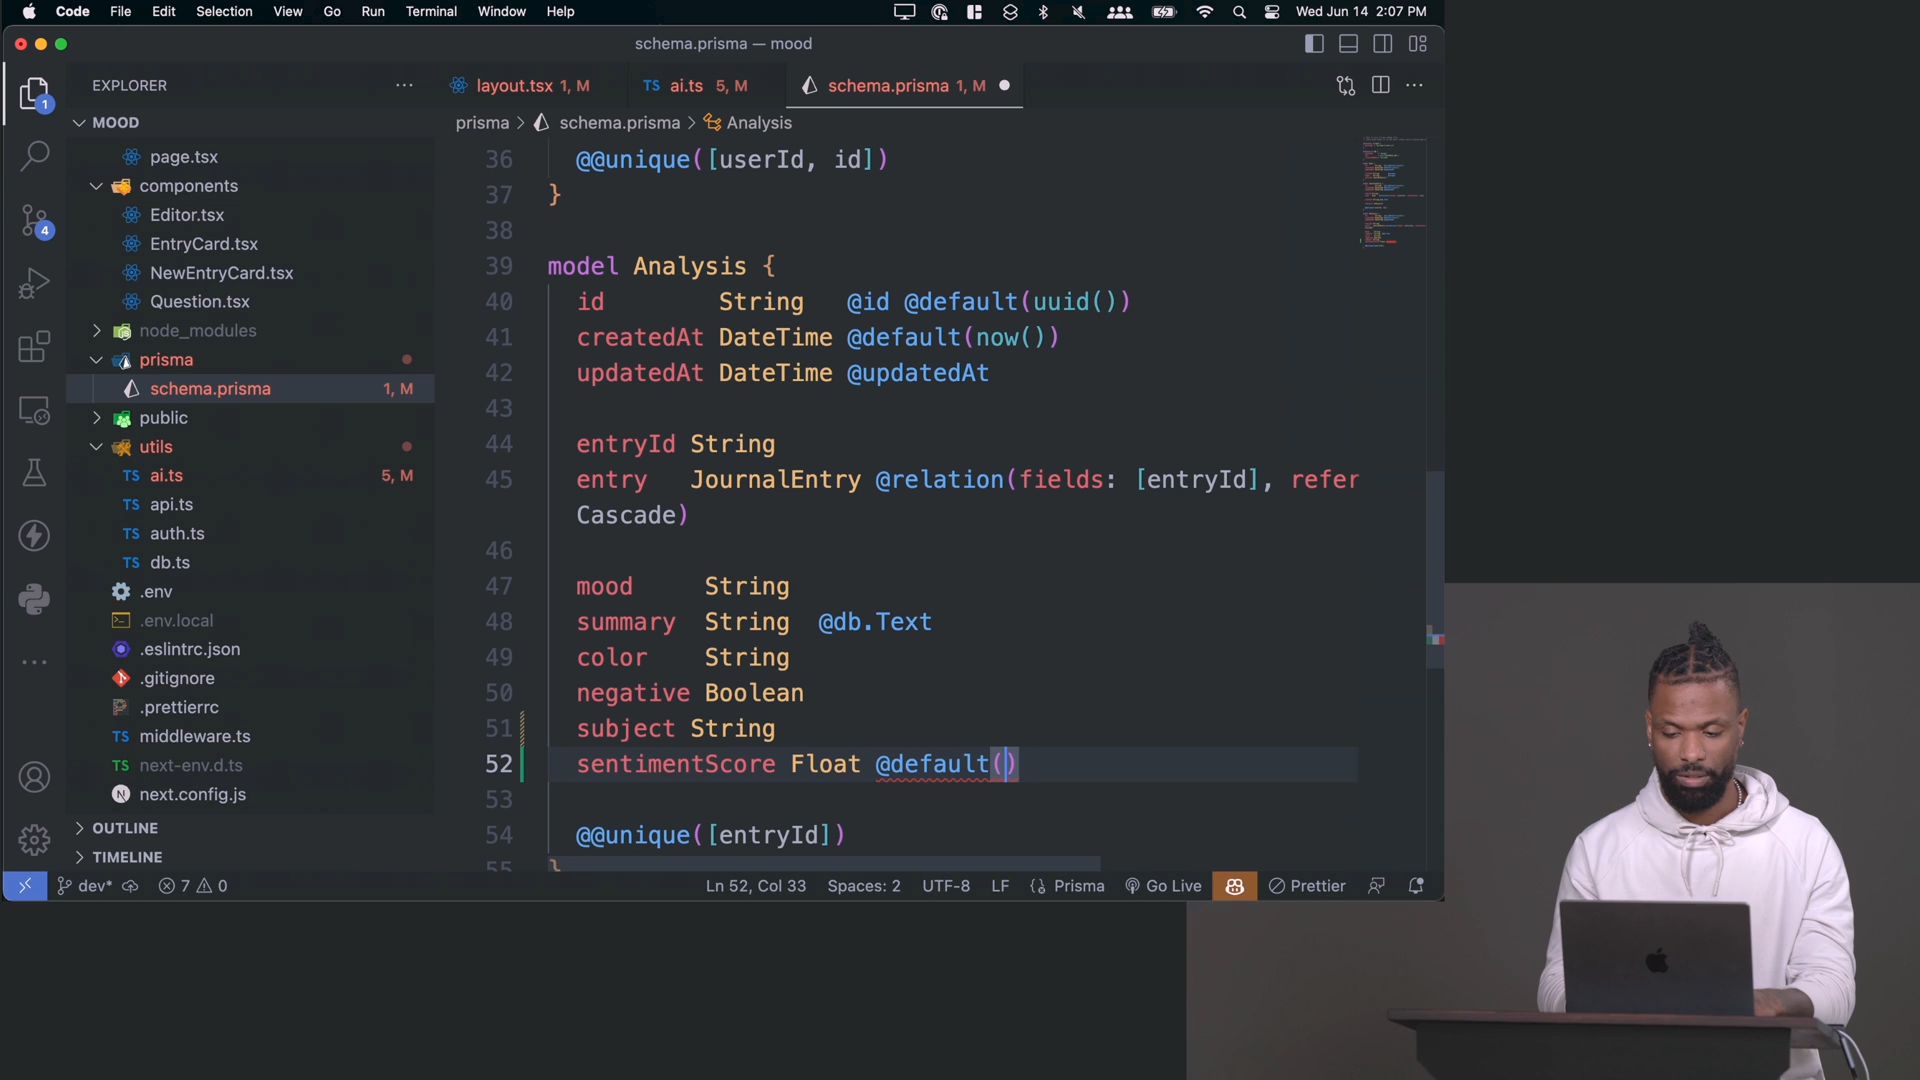 Code File Edit Selection View Go Run Terminal Window Help
Wed Jun 14 2:07 PM
schema.prisma — mood
EXPLORER
layout.tsx 1, M
TS ai.ts 5, M
schema.prisma 1, M
MOOD
prisma > schema.prisma > Analysis
page.tsx
components
Editor.tsx
EntryCard.tsx
NewEntryCard.tsx
Question.tsx
node_modules
prisma
schema.prisma 1, M
public
utils
TS ai.ts 5, M
TS api.ts
TS auth.ts
TS db.ts
.env
.env.local
.eslintrc.json
.gitignore
.prettierrc
TS middleware.ts
TS next-env.d.ts
N next.config.js
OUTLINE
TIMELINE
1
4
36 @@unique([userId, id])
37 }
38
39 model Analysis {
40 id String @id @default(uuid())
41 createdAt DateTime @default(now())
42 updatedAt DateTime @updatedAt
43
44 entryId String
45 entry JournalEntry @relation(fields: [entryId], refer
Cascade)
46
47 mood String
48 summary String @db.Text
49 color String
50 negative Boolean
51 subject String
52 sentimentScore Float @default()
53
54 @@unique([entryId])
55 }
dev* 7 0
Ln 52, Col 33 Spaces: 2 UTF-8 LF {} Prisma Go Live Prettier